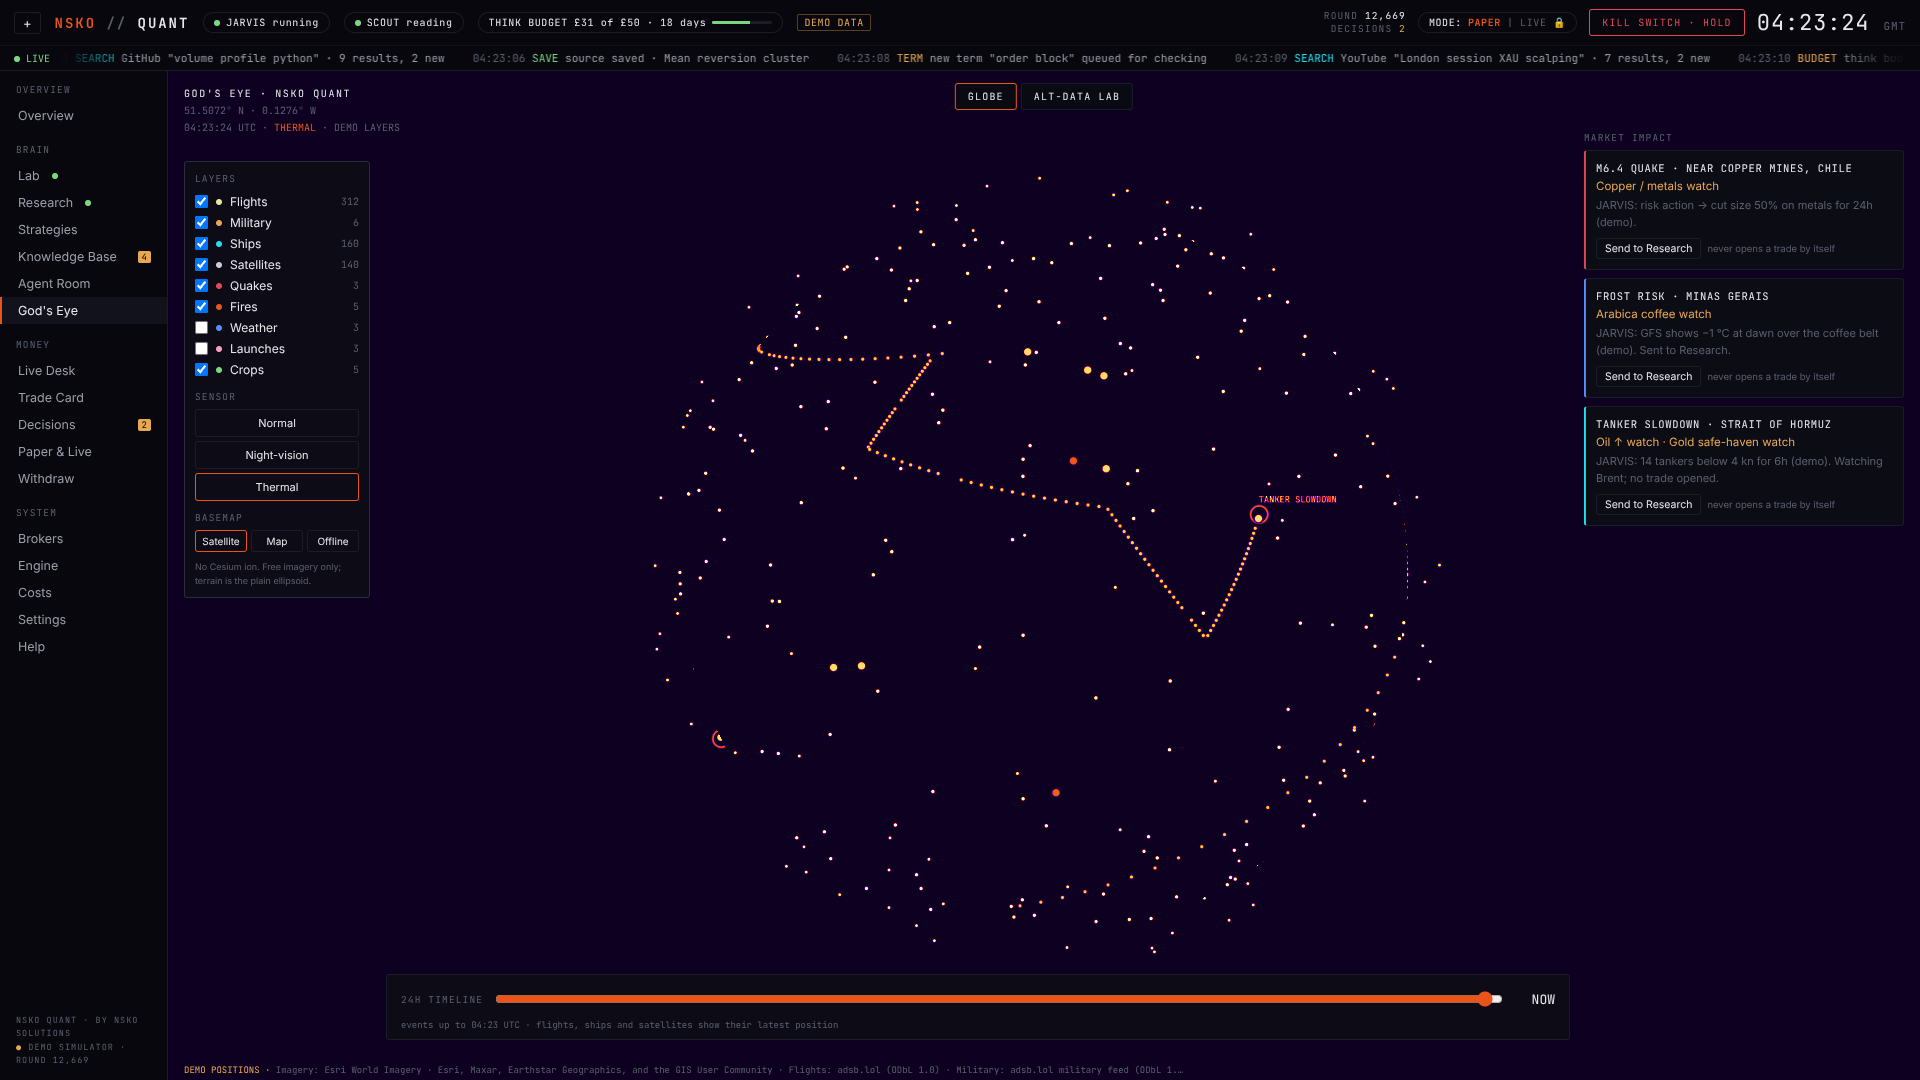 + NSKO // QUANT JARVIS running SCOUT reading THINK BUDGET £31 of £50 · 18 days DEMO DATA ROUND 12,669 DECISIONS 2 MODE: PAPER | LIVE KILL SWITCH · HOLD 04:23:24 GMT
LIVE SEARCH GitHub "volume profile python" · 9 results, 2 new 04:23:06 SAVE source saved · Mean reversion cluster 04:23:08 TERM new term "order block" queued for checking 04:23:09 SEARCH YouTube "London session XAU scalping" · 7 results, 2 new 04:23:10 BUDGET think
OVERVIEW
Overview
BRAIN
Lab
Research
Strategies
Knowledge Base 4
Agent Room
God's Eye
MONEY
Live Desk
Trade Card
Decisions 2
Paper & Live
Withdraw
SYSTEM
Brokers
Engine
Costs
Settings
Help
NSKO QUANT · BY NSKO
SOLUTIONS
DEMO SIMULATOR ·
ROUND 12,669
GOD'S EYE · NSKO QUANT
51.5072° N · 0.1276° W
04:23:24 UTC · THERMAL · DEMO LAYERS
GLOBE ALT-DATA LAB
LAYERS
Flights 312
Military 6
Ships 160
Satellites 140
Quakes 3
Fires 5
Weather 3
Launches 3
Crops 5
SENSOR
Normal
Night-vision
Thermal
BASEMAP
Satellite Map Offline
No Cesium ion. Free imagery only;
terrain is the plain ellipsoid.
TANKER SLOWDOWN
MARKET IMPACT
M6.4 QUAKE · NEAR COPPER MINES, CHILE
Copper / metals watch
JARVIS: risk action → cut size 50% on metals for 24h
(demo).
Send to Research never opens a trade by itself
FROST RISK · MINAS GERAIS
Arabica coffee watch
JARVIS: GFS shows −1 °C at dawn over the coffee belt
(demo). Sent to Research.
Send to Research never opens a trade by itself
TANKER SLOWDOWN · STRAIT OF HORMUZ
Oil ↑ watch · Gold safe-haven watch
JARVIS: 14 tankers below 4 kn for 6h (demo). Watching
Brent; no trade opened.
Send to Research never opens a trade by itself
24H TIMELINE NOW
events up to 04:23 UTC · flights, ships and satellites show their latest position
DEMO POSITIONS · Imagery: Esri World Imagery · Esri, Maxar, Earthstar Geographics, and the GIS User Community · Flights: adsb.lol (ODbL 1.0) · Military: adsb.lol military feed (ODbL 1.…